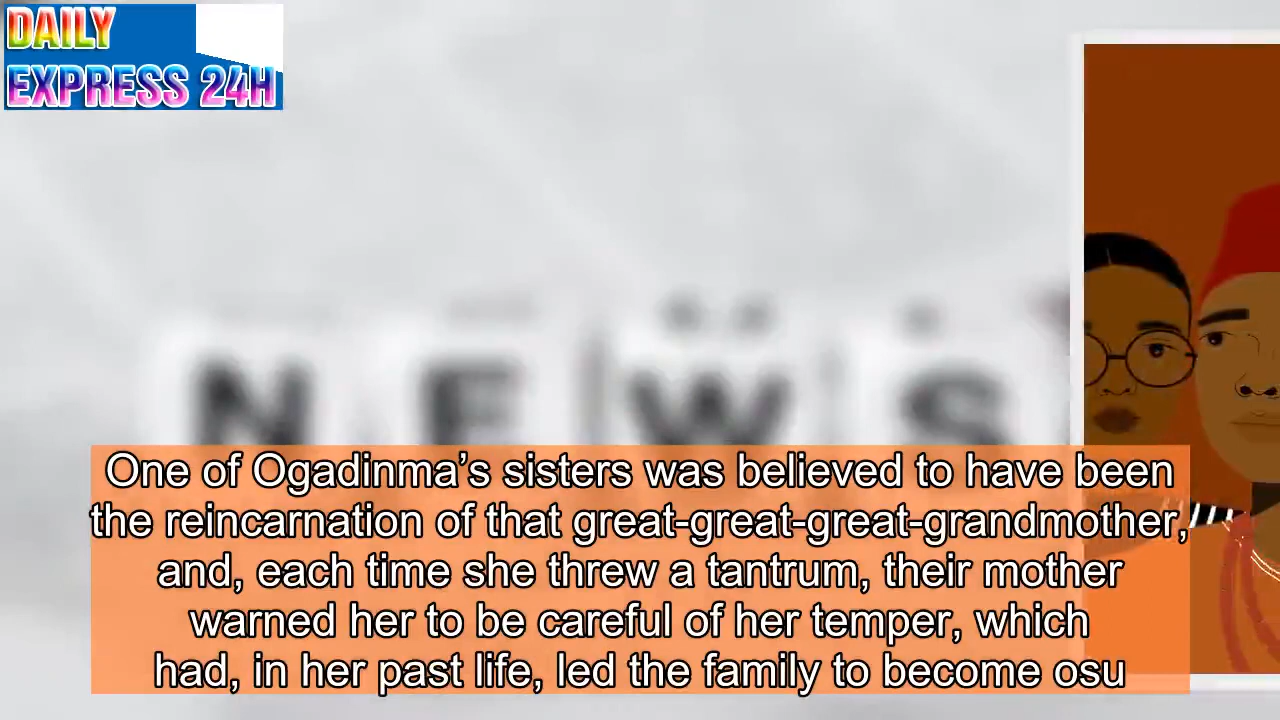 DAILY
EXPRESS 24H
NEWS
One of Ogadinma’s sisters was believed to have been
the reincarnation of that great-great-great-grandmother,
and, each time she threw a tantrum, their mother
warned her to be careful of her temper, which
had, in her past life, led the family to become osu